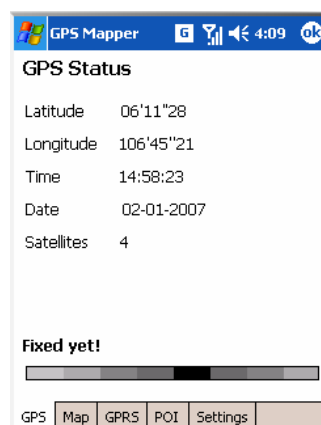 GPS Mapper G 4:09 ok
GPS Status
Latitude 06'11"28
Longitude 106'45"21
Time 14:58:23
Date 02-01-2007
Satellites 4
Fixed yet!
GPS Map GPRS POI Settings